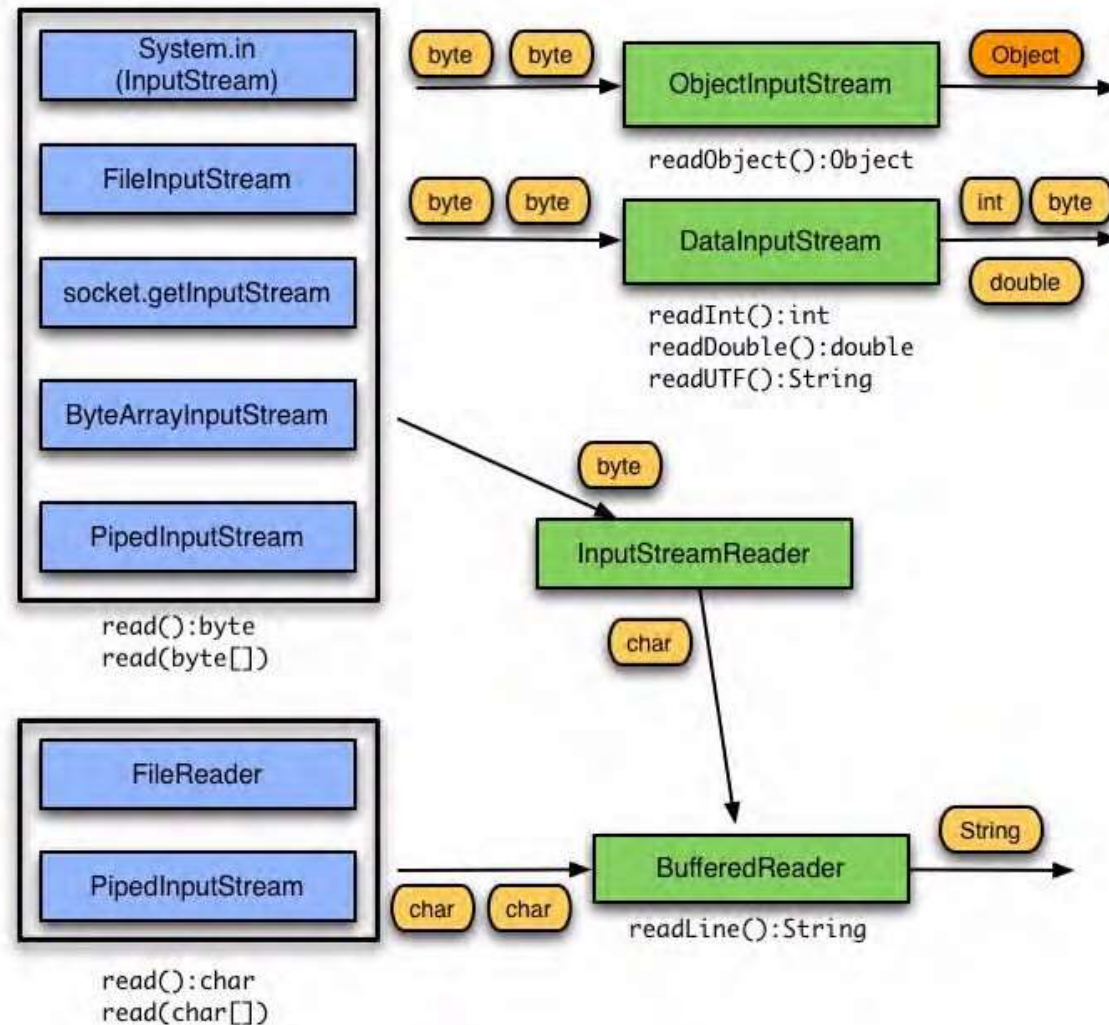 System.in
(InputStream)
FileInputStream
socket.getInputStream
ByteArrayInputStream
PipedInputStream
read():byte
read(byte[])
byte byte
ObjectInputStream
Object
readObject():Object
byte byte
DataInputStream
int byte
double
readInt():int
readDouble():double
readUTF():String
byte
InputStreamReader
char
FileReader
PipedInputStream
read():char
read(char[])
char char
BufferedReader
String
readLine():String